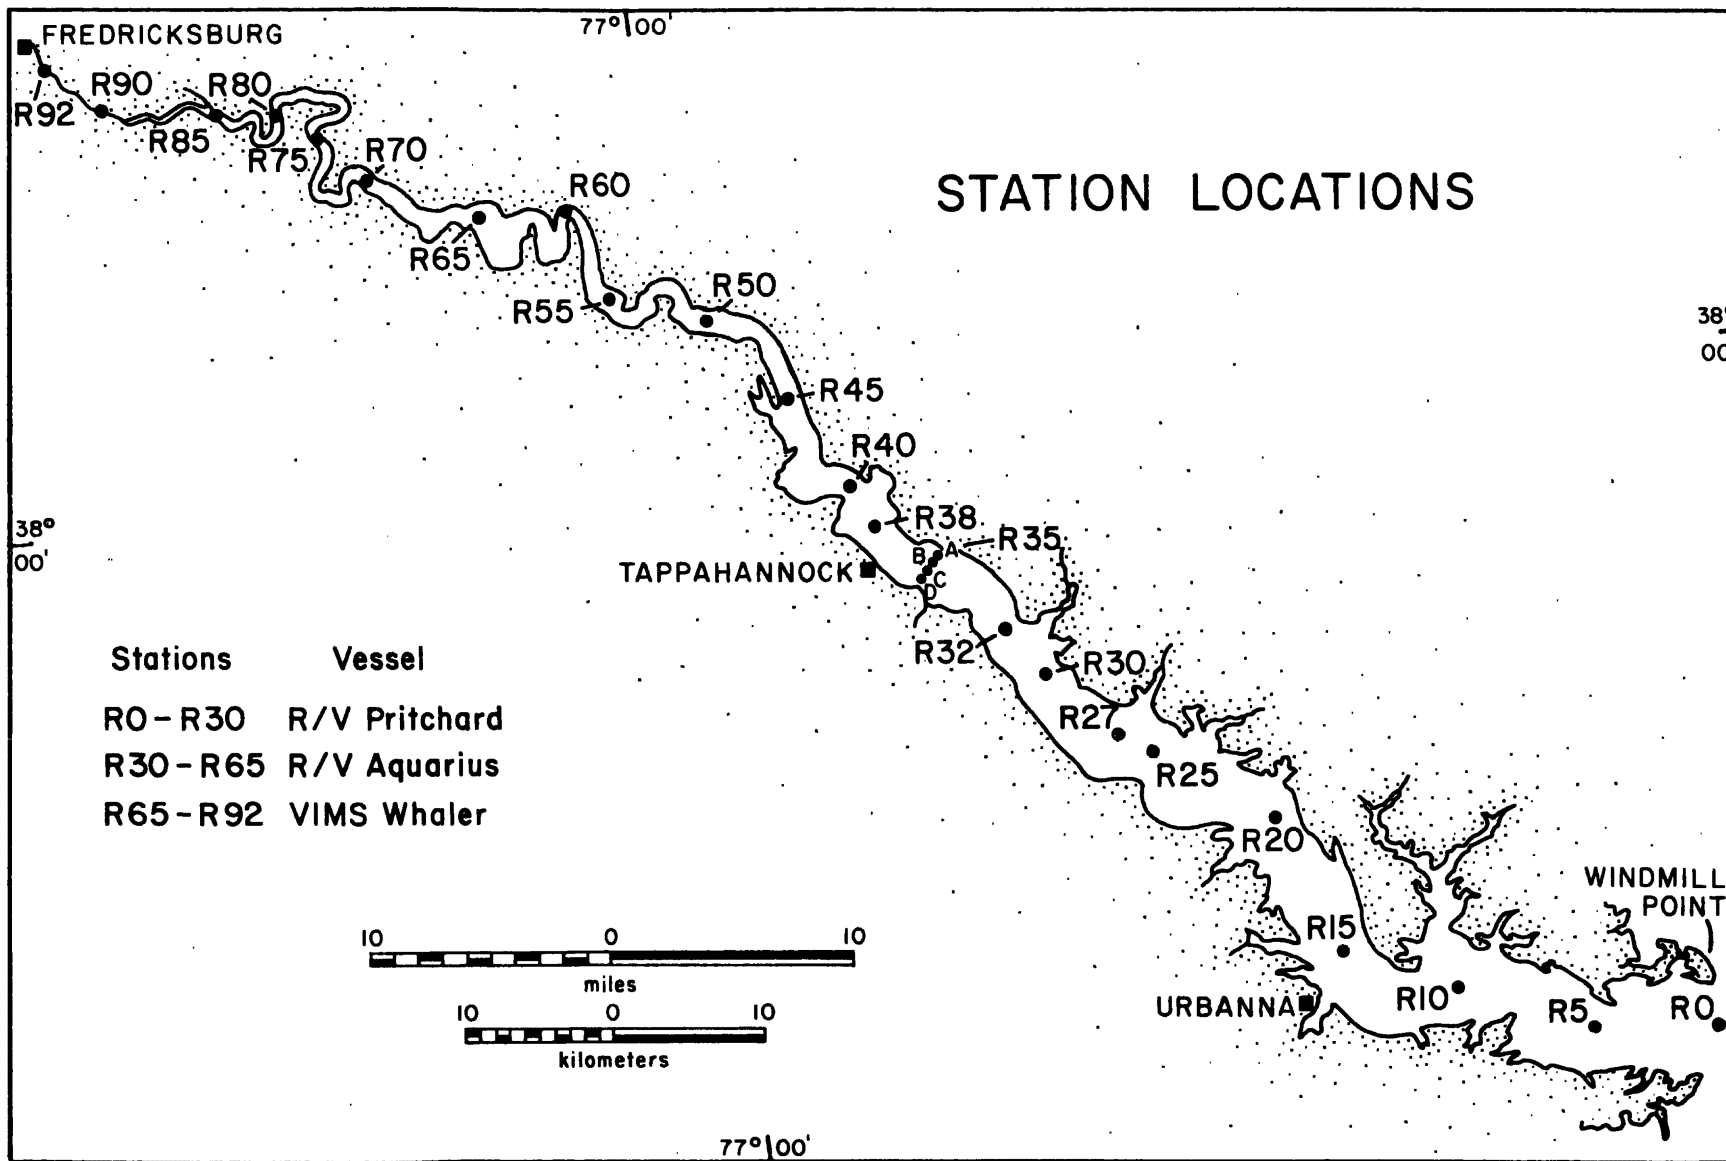 77° 00'
FREDRICKSBURG
R90
R80
R92
R85
R75
R70
R60
STATION LOCATIONS
R65
R50
R55
38°
00
R45
R40
R38
38°
00'
R35
A
B
C
D
TAPPAHANNOCK
R32
R30
Stations Vessel
R0-R30 R/V Pritchard
R30-R65 R/V Aquarius
R65-R92 VIMS Whaler
R27
R25
R20
WINDMILL
POINT
R15
10 0 10
miles
R10
URBANNA
R5
R0
10 0 10
kilometers
77° 00'